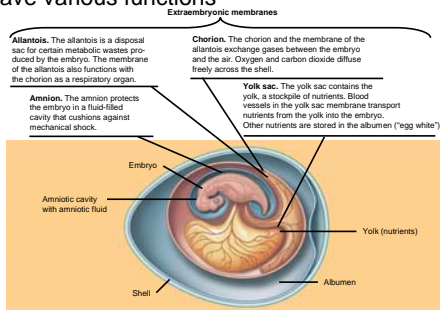 ave various functions
Extraembryonic membranes
Allantois. The allantois is a disposal
sac for certain metabolic wastes pro-
duced by the embryo. The membrane
of the allantois also functions with
the chorion as a respiratory organ.
Chorion. The chorion and the membrane of the
allantois exchange gases between the embryo
and the air. Oxygen and carbon dioxide diffuse
freely across the shell.
Amnion. The amnion protects
the embryo in a fluid-filled
cavity that cushions against
mechanical shock.
Yolk sac. The yolk sac contains the
yolk, a stockpile of nutrients. Blood
vessels in the yolk sac membrane transport
nutrients from the yolk into the embryo.
Other nutrients are stored in the albumen (“egg white”)
Embryo
Amniotic cavity
with amniotic fluid
Yolk (nutrients)
Albumen
Shell